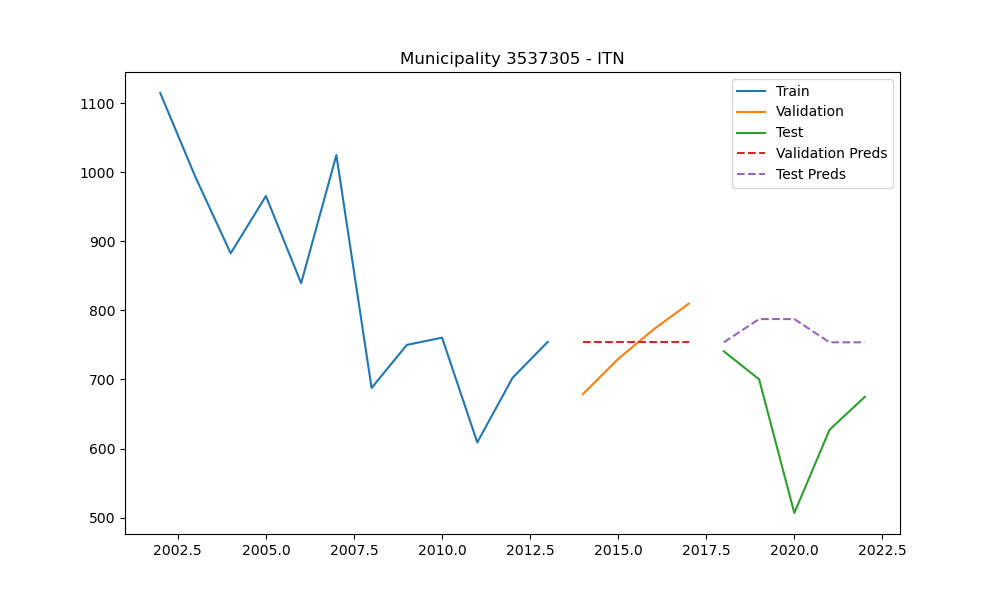 Municipality 3537305 - ITN
Train
Validation
Test
Validation Preds
Test Preds
1100
1000
900
800
700
600
500
2002.5 2005.0 2007.5 2010.0 2012.5 2015.0 2017.5 2020.0 2022.5